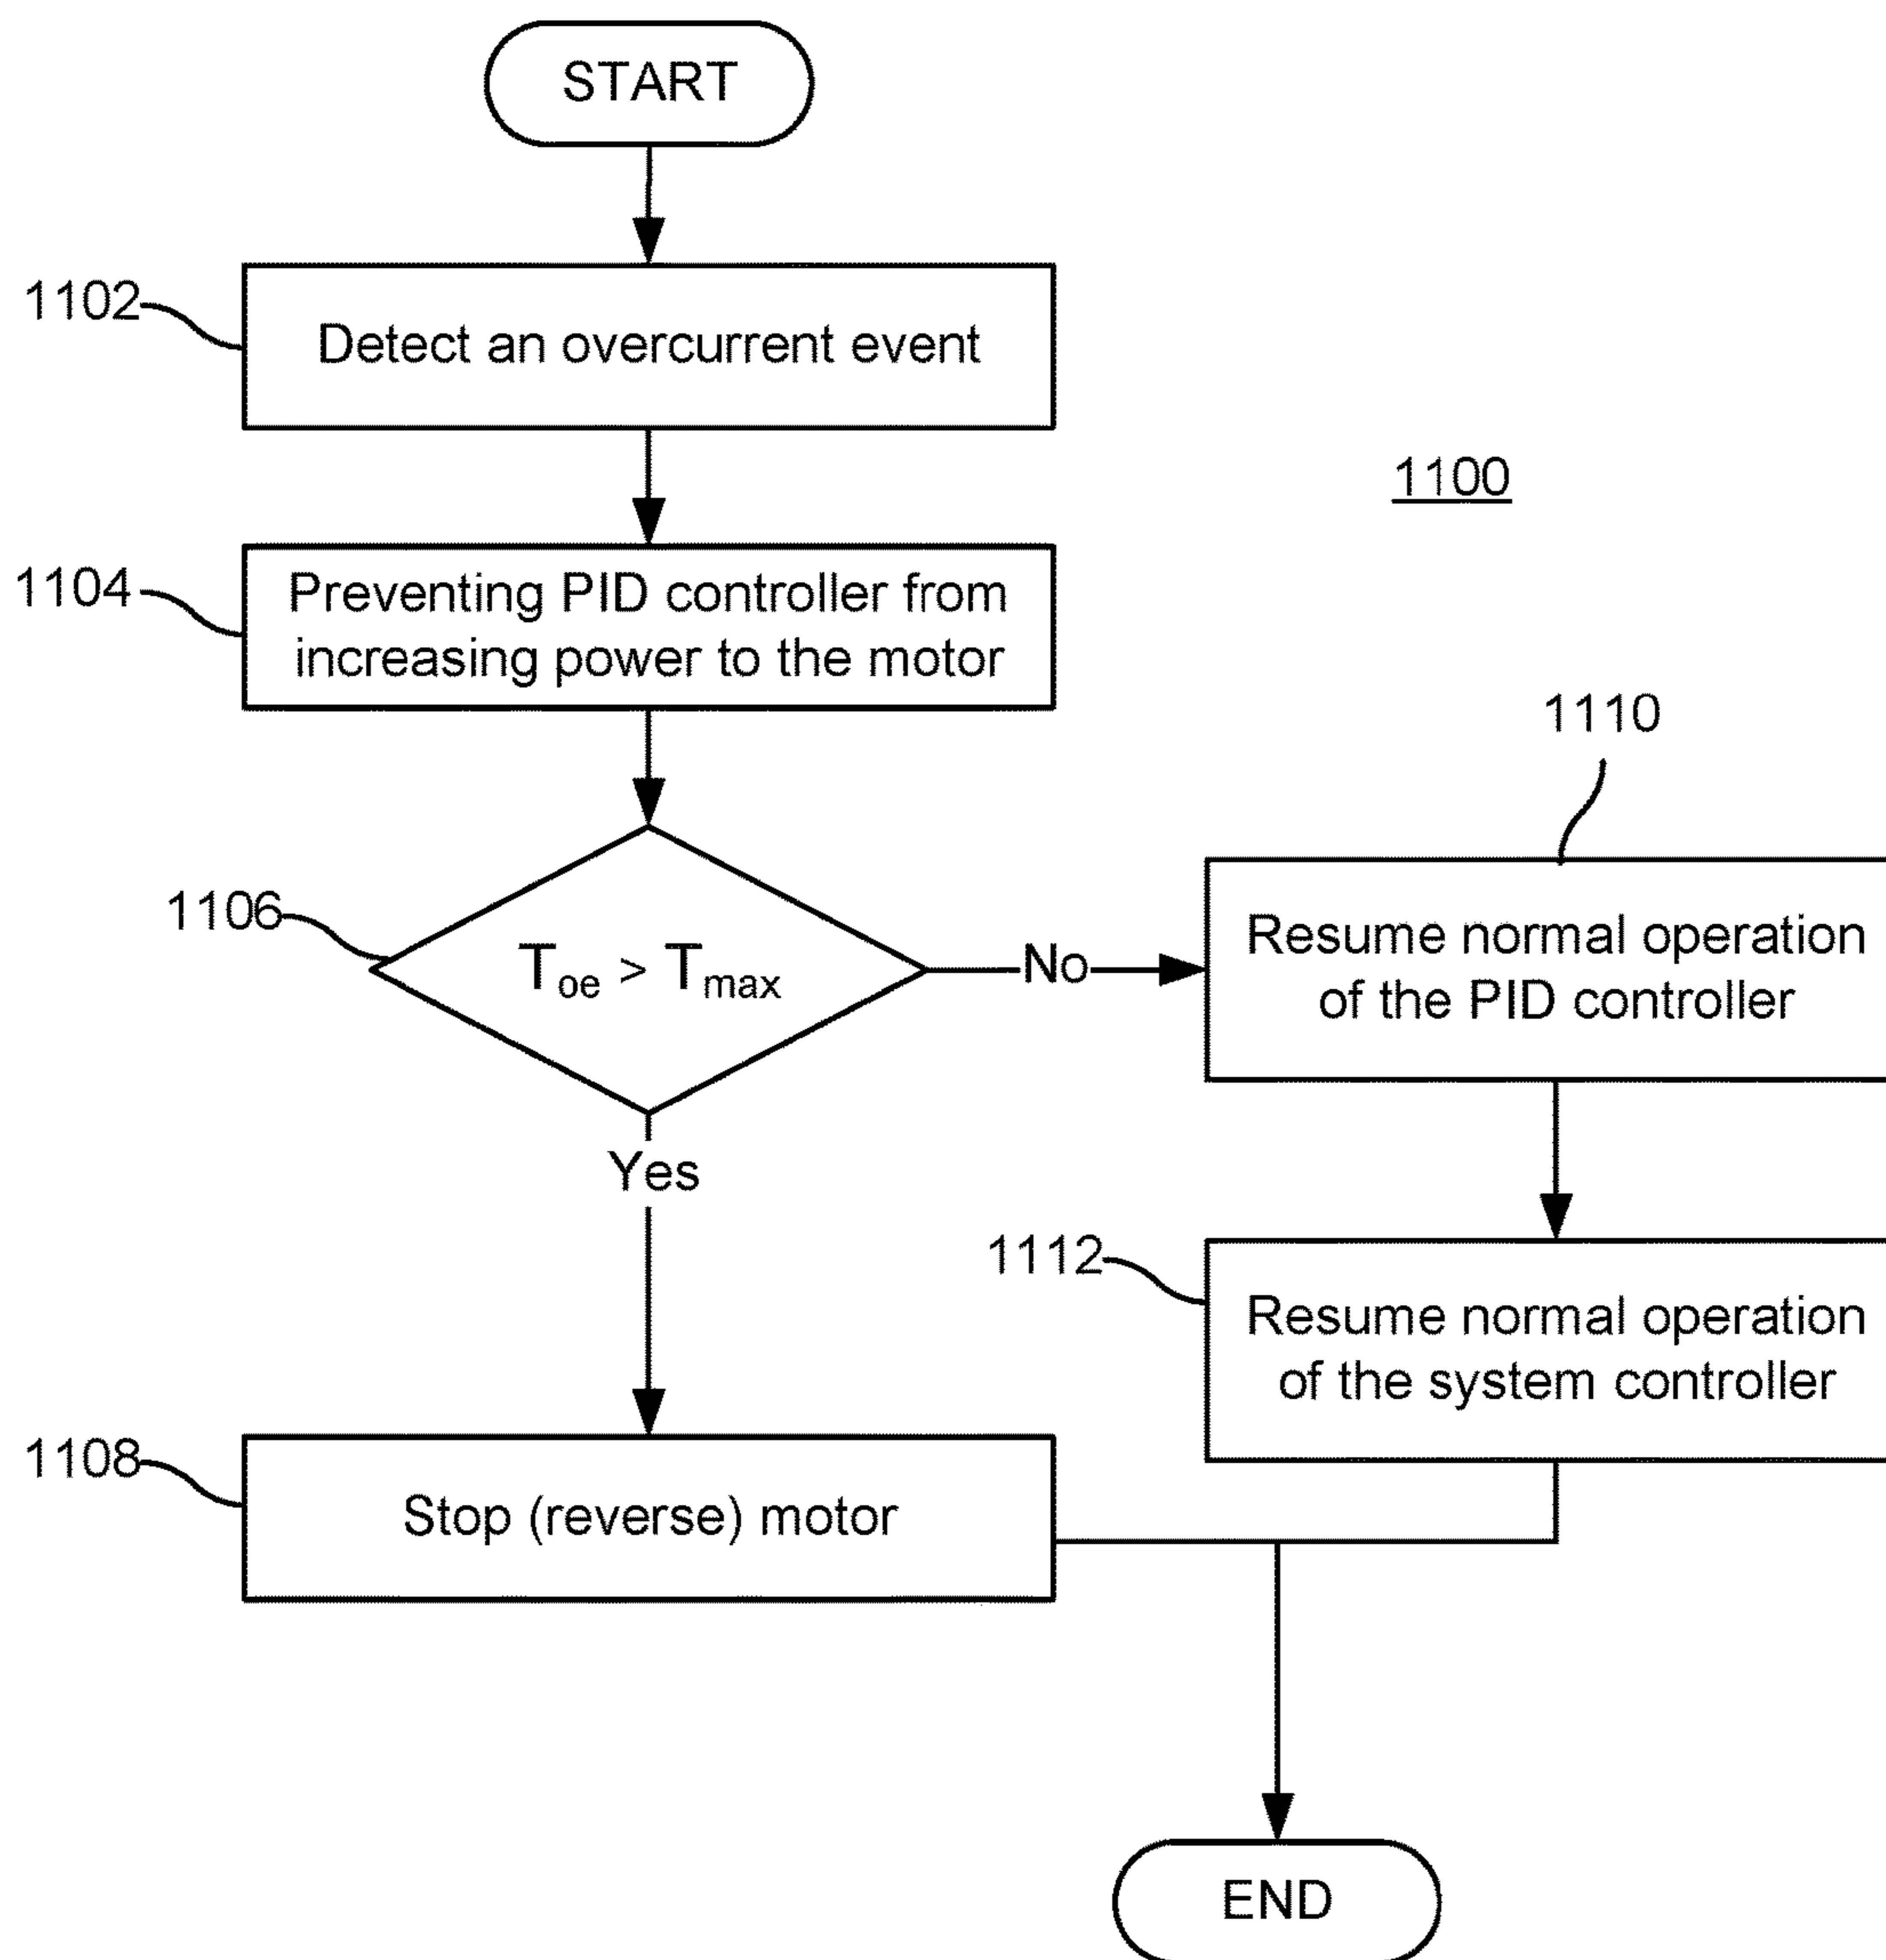 START
1102
Detect an overcurrent event
1100
1104
Preventing PID controller from
increasing power to the motor
1110
1106
Toe > Tmax
No
Resume normal operation
of the PID controller
Yes
1112
Resume normal operation
of the system controller
1108
Stop (reverse) motor
END